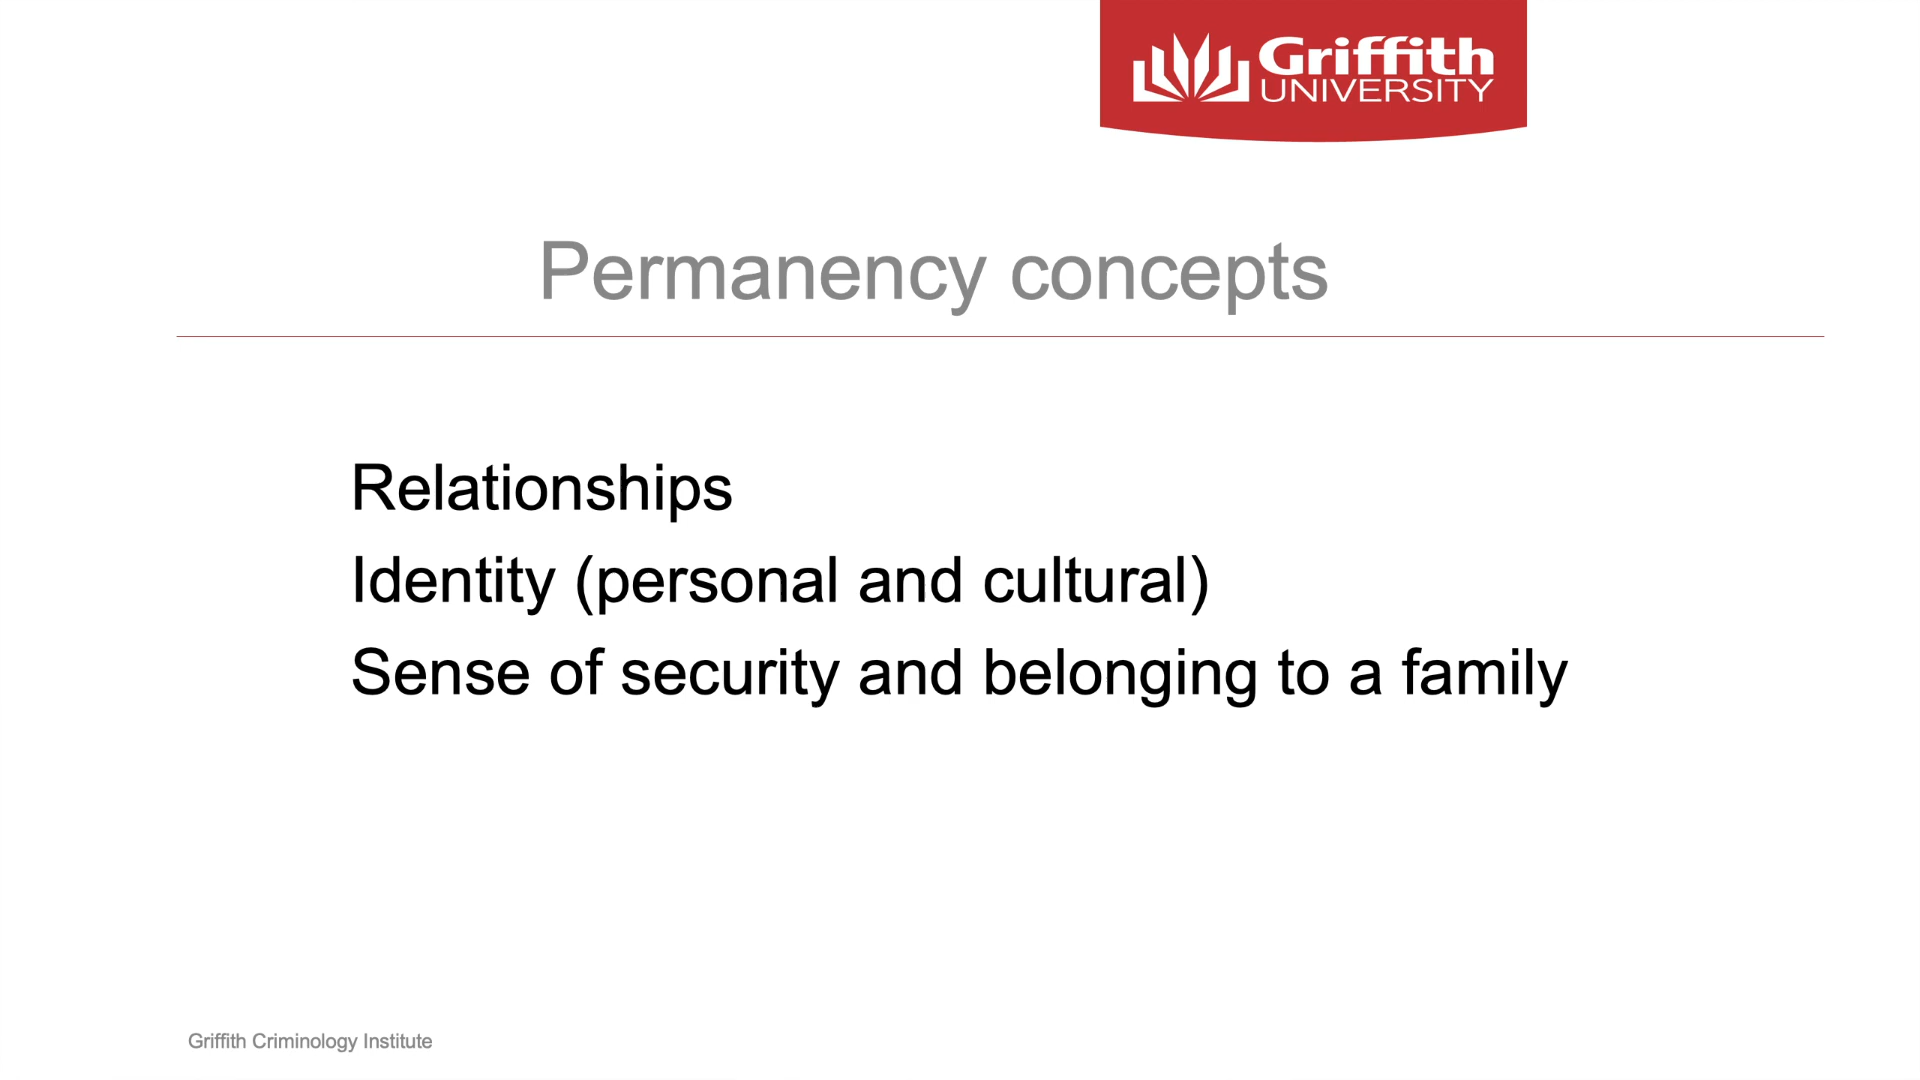 Griffith
UNIVERSITY
Permanency concepts
Relationships
Identity (personal and cultural)
Sense of security and belonging to a family
Griffith Criminology Institute